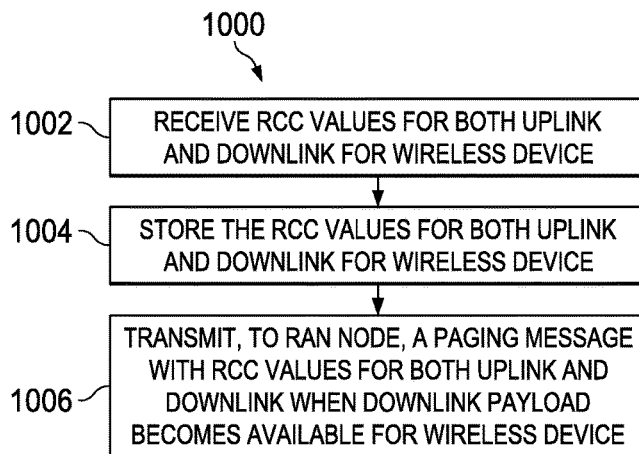 1000
1002
RECEIVE RCC VALUES FOR BOTH UPLINK
AND DOWNLINK FOR WIRELESS DEVICE
1004
STORE THE RCC VALUES FOR BOTH UPLINK
AND DOWNLINK FOR WIRELESS DEVICE
1006
TRANSMIT, TO RAN NODE, A PAGING MESSAGE
WITH RCC VALUES FOR BOTH UPLINK AND
DOWNLINK WHEN DOWNLINK PAYLOAD
BECOMES AVAILABLE FOR WIRELESS DEVICE